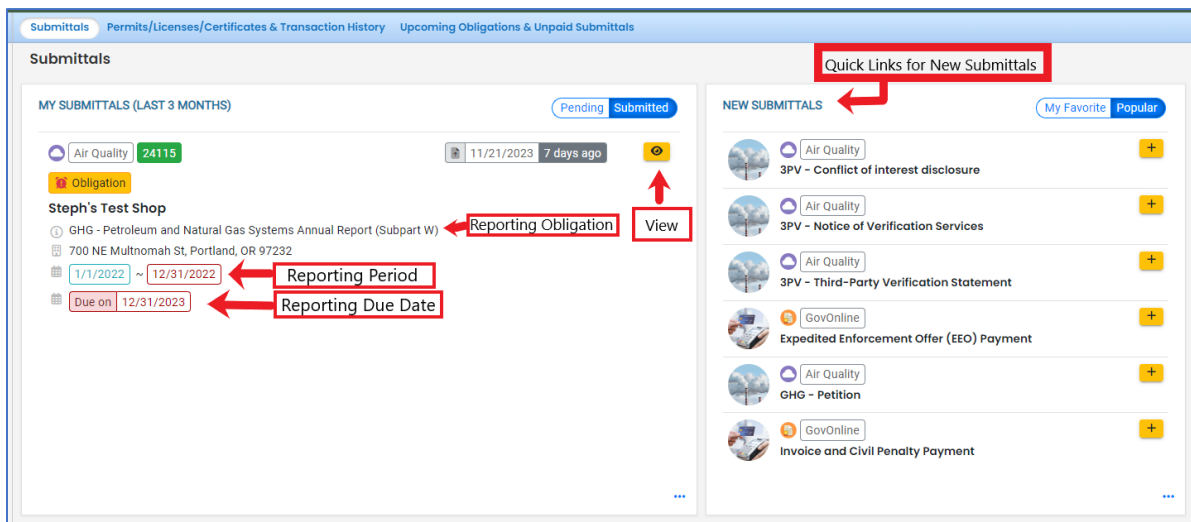 Submittals Permits/Licenses/Certificates & Transaction History Upcoming Obligations & Unpaid Submittals
Submittals
Quick Links for New Submittals
MY SUBMITTALS (LAST 3 MONTHS) Pending Submitted
Air Quality 24115 11/21/2023 7 days ago
Obligation
Steph's Test Shop
GHG - Petroleum and Natural Gas Systems Annual Report (Subpart W) Reporting Obligation View
700 NE Multnomah St, Portland, OR 97232
1/1/2022 ~ 12/31/2022 Reporting Period
Due on 12/31/2023 Reporting Due Date
NEW SUBMITTALS My Favorite Popular
Air Quality
3PV - Conflict of interest disclosure
Air Quality
3PV - Notice of Verification Services
Air Quality
3PV - Third-Party Verification Statement
GovOnline
Expedited Enforcement Offer (EEO) Payment
Air Quality
GHG - Petition
GovOnline
Invoice and Civil Penalty Payment